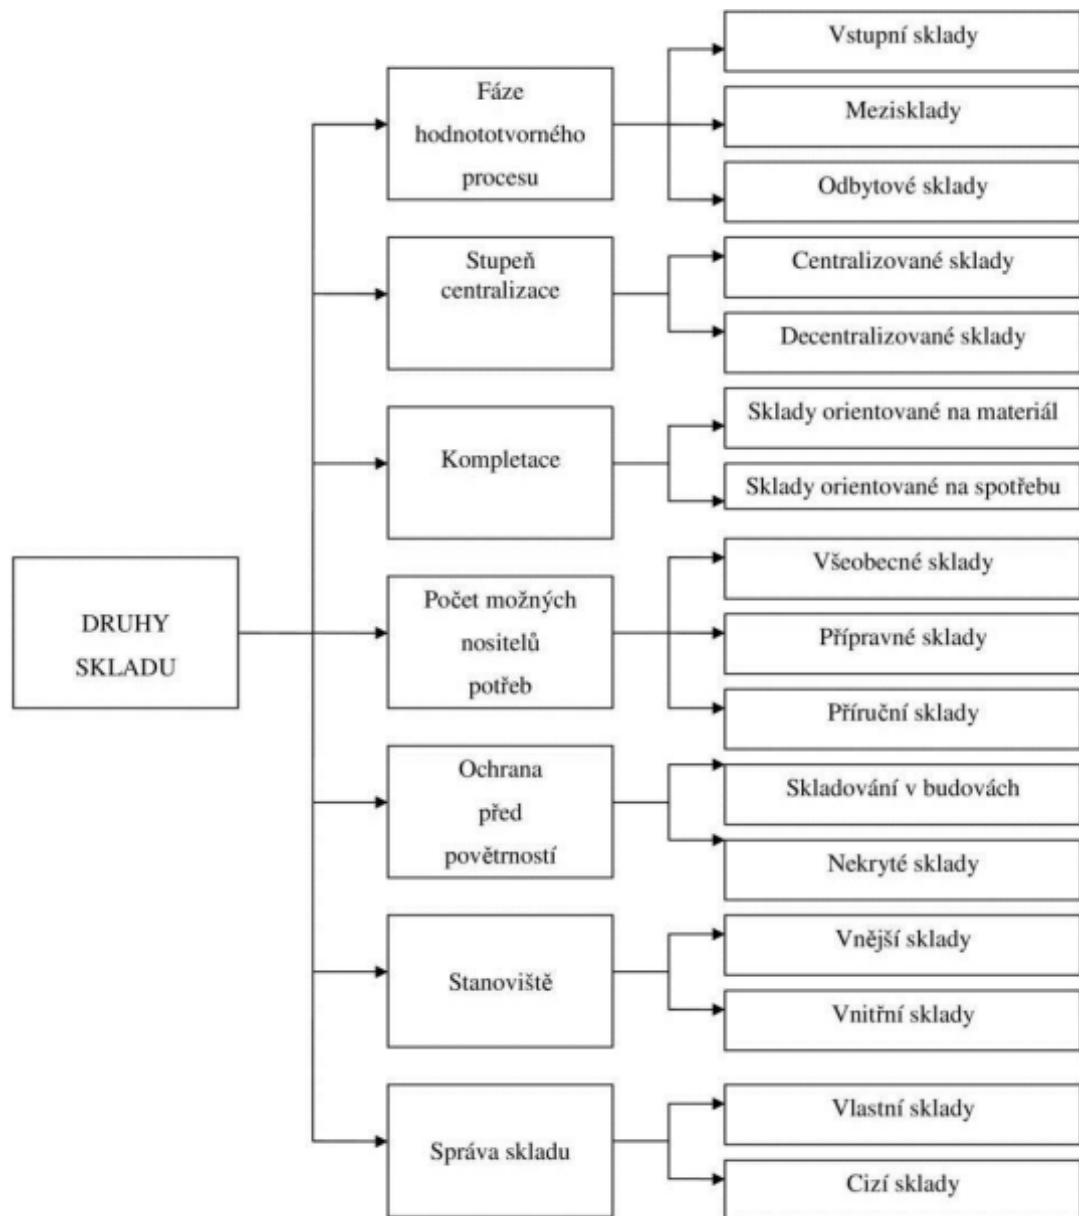 DRUHY
SKLADU
Fáze
hodnototvorného
procesu
Vstupní sklady
Mezisklady
Odbytové sklady
Stupeň
centralizace
Centralizované sklady
Decentralizované sklady
Kompletace
Sklady orientované na materiál
Sklady orientované na spotřebu
Počet možných
nositelů
potřeb
Všeobecné sklady
Přípravné sklady
Příruční sklady
Ochrana
před
povětrností
Skladování v budovách
Nekryté sklady
Stanoviště
Vnější sklady
Vnitřní sklady
Správa skladu
Vlastní sklady
Cizí sklady